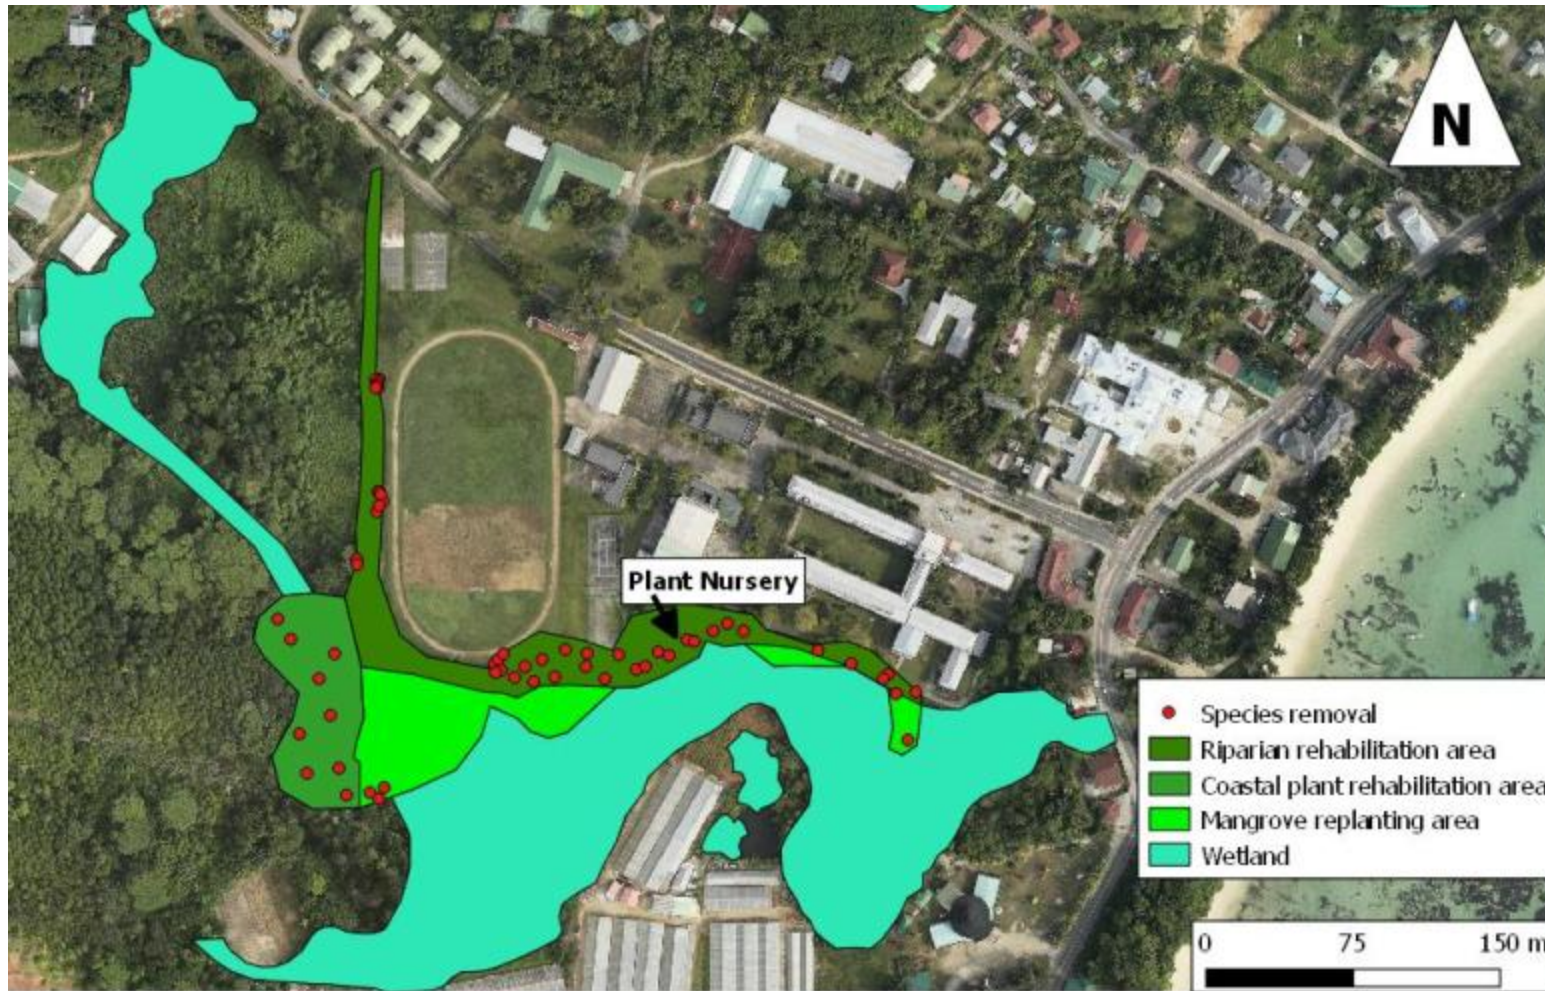 N
Plant Nursery
Species removal
Riparian rehabilitation area
Coastal plant rehabilitation area
Mangrove replanting area
Wetland
0 75 150 m